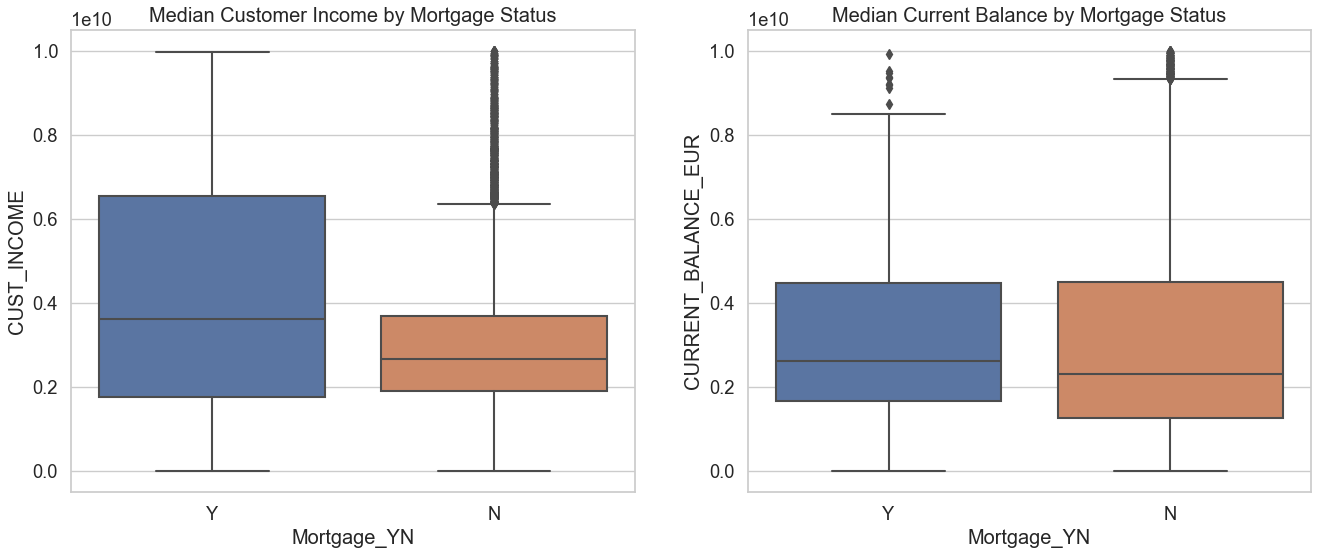 Median Customer Income by Mortgage Status
1e10
1.0
0.8
0.6
0.4
0.2
0.0
CUST_INCOME
Y
N
Mortgage_YN
Median Current Balance by Mortgage Status
1e10
1.0
0.8
0.6
0.4
0.2
0.0
CURRENT_BALANCE_EUR
Y
N
Mortgage_YN